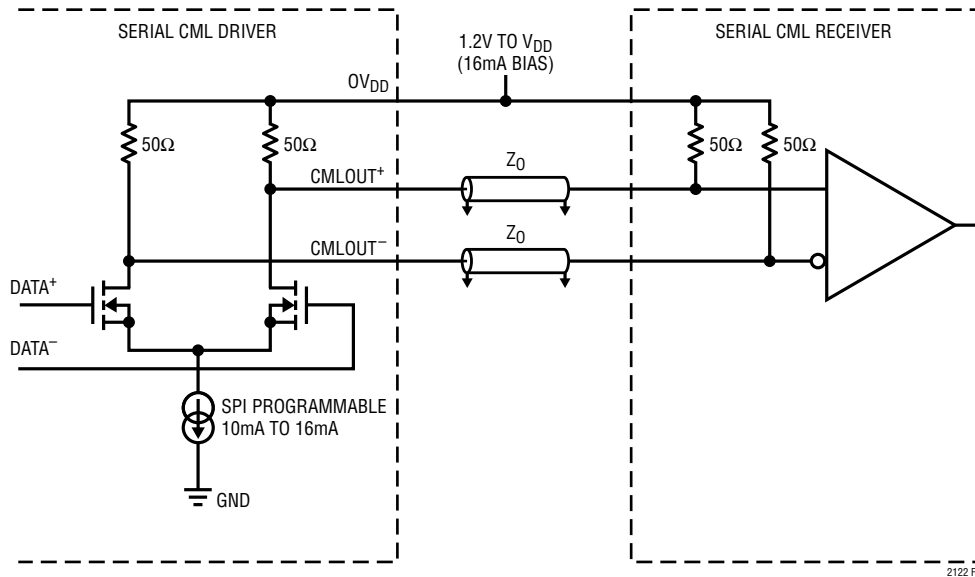 SERIAL CML DRIVER
1.2V TO VDD
(16mA BIAS)
SERIAL CML RECEIVER
OVDD
50Ω
50Ω
50Ω
50Ω
CMLOUT+
Z0
CMLOUT−
Z0
DATA+
DATA−
SPI PROGRAMMABLE
10mA TO 16mA
GND
2122 F